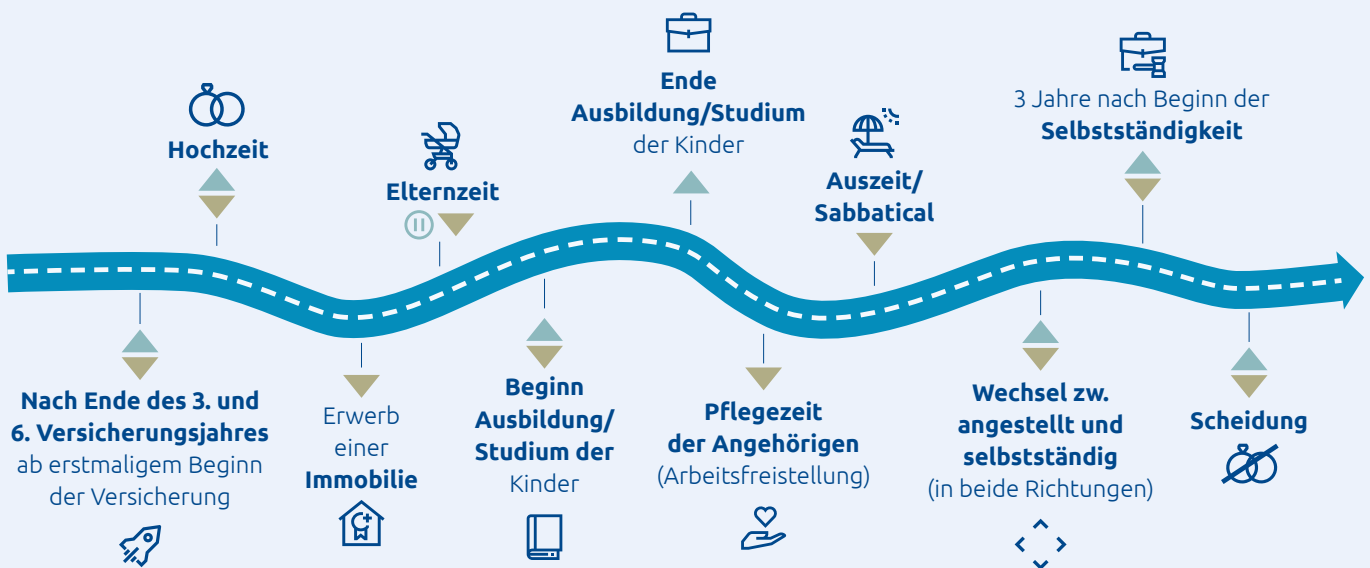 Hochzeit
Elternzeit
Ende
Ausbildung/Studium
der Kinder
Auszeit/
Sabbatical
3 Jahre nach Beginn der
Selbstständigkeit
Nach Ende des 3. und
6. Versicherungsjahres
ab erstmaligem Beginn
der Versicherung
Erwerb
einer
Immobilie
Beginn
Ausbildung/
Studium der
Kinder
Pflegezeit
der Angehörigen
(Arbeitsfreistellung)
Wechsel zw.
angestellt und
selbstständig
(in beide Richtungen)
Scheidung